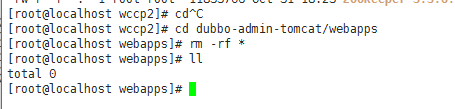 [root@localhost wccp2]# cd^C
[root@localhost wccp2]# cd dubbo-admin-tomcat/webapps
[root@localhost webapps]# rm -rf *
[root@localhost webapps]# ll
total 0
[root@localhost webapps]#